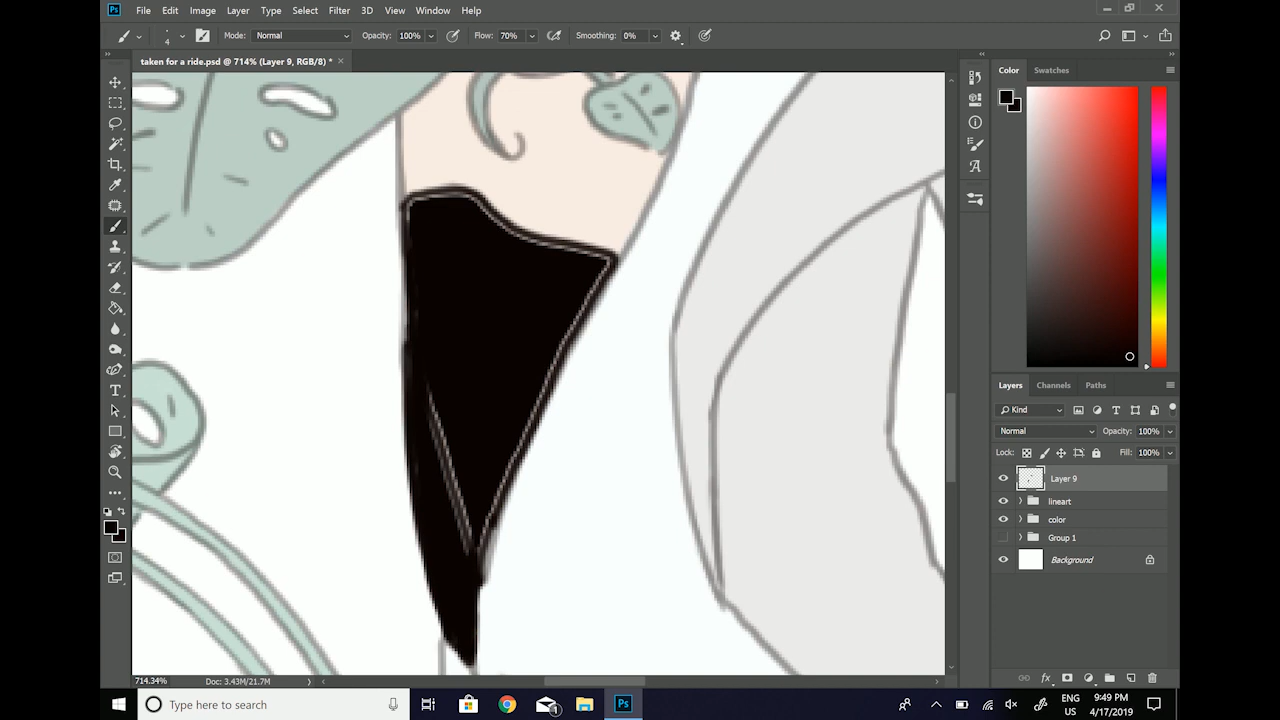 Ps File Edit Image Layer Type Select Filter 3D View Window Help
4 Mode: Normal Opacity: 100% Flow: 70% Smoothing: 0%
taken for a ride.psd @ 714% (Layer 9, RGB/8) *
Color Swatches
Layers Channels Paths
Kind
Normal Opacity: 100%
Lock: Fill: 100%
Layer 9
lineart
color
Group 1
Background
714.34% Doc: 3.43M/21.7M
Type here to search
Ps
ENG
US
9:49 PM
4/17/2019